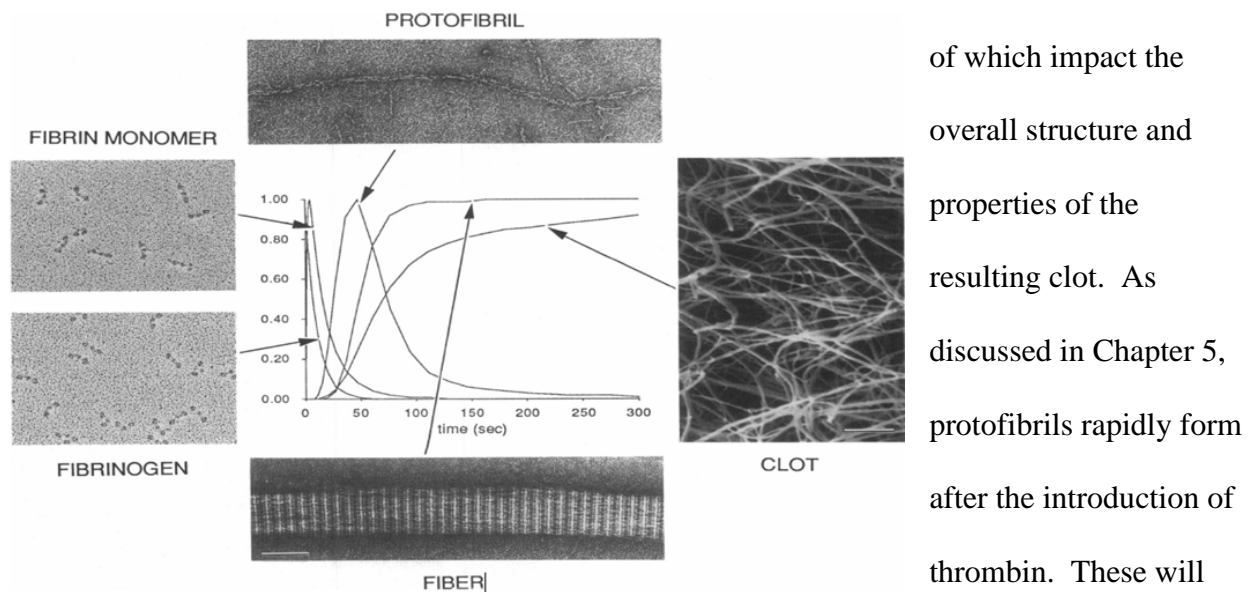 PROTOFIBRIL
FIBRIN MONOMER
FIBRINOGEN
1.00
0.80
0.60
0.40
0.20
0.00
0 50 100 150 200 250 300
time (sec)
CLOT
FIBER
of which impact the
overall structure and
properties of the
resulting clot. As
discussed in Chapter 5,
protofibrils rapidly form
after the introduction of
thrombin. These will